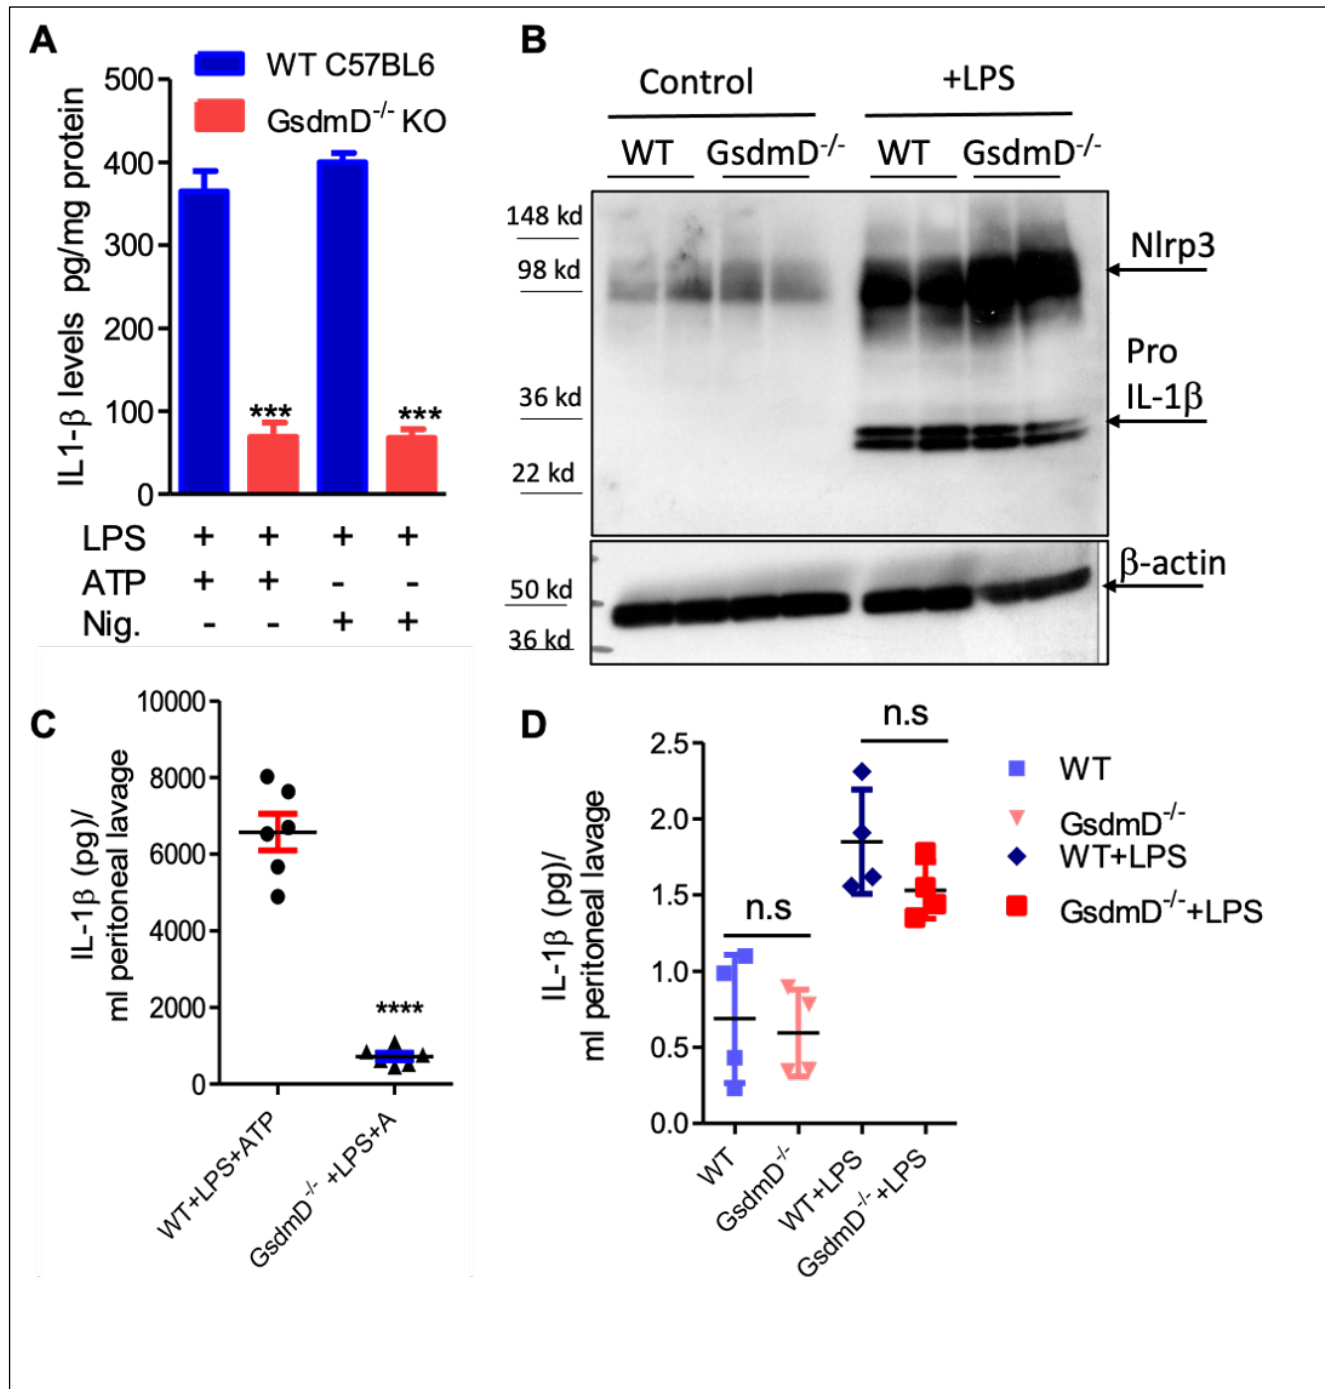 A
WT C57BL6
GsdmD-/- KO
IL1-β levels pg/mg protein
500
400
300
200
100
0
***
***
LPS + + + +
ATP + + - -
Nig. - - + +
B
Control
+LPS
WT GsdmD-/- WT GsdmD-/-
148 kd
98 kd
36 kd
22 kd
Nlrp3
Pro
IL-1β
50 kd
36 kd
β-actin
C
IL-1β (pg)/
ml peritoneal lavage
10000
8000
6000
4000
2000
0
****
WT+LPS+ATP
GsdmD-/- +LPS+A
D
n.s
n.s
IL-1β (pg)/
ml peritoneal lavage
2.5
2.0
1.5
1.0
0.5
0.0
WT
GsdmD-/-
WT+LPS
GsdmD-/-+LPS
WT
GsdmD-/-
WT+LPS
GsdmD-/-+LPS